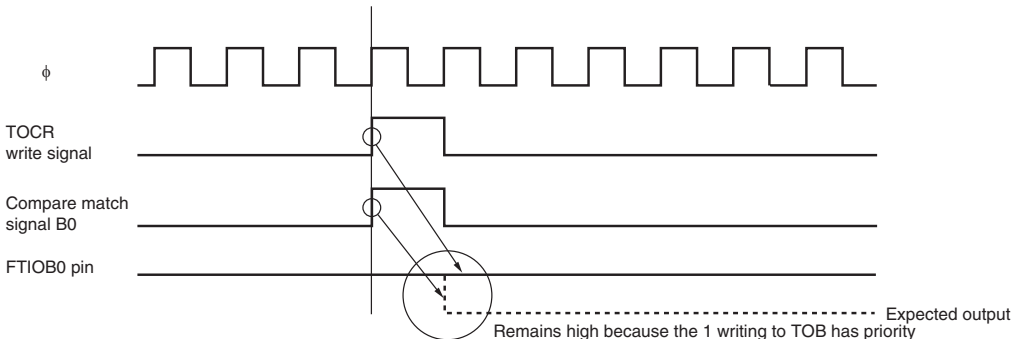 ϕ
TOCR
write signal
Compare match
signal B0
FTIOB0 pin
Expected output
Remains high because the 1 writing to TOB has priority